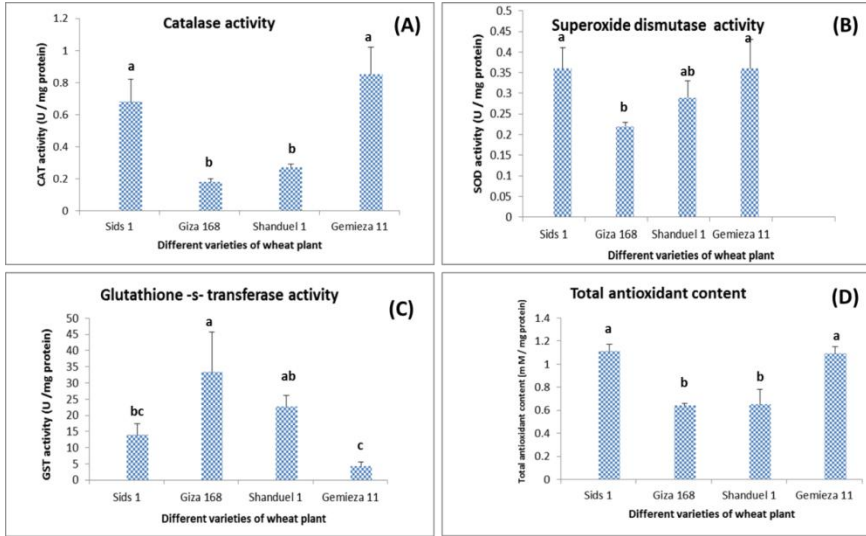 Catalase activity
(A)
CAT activity (U / mg protein)
1.2
1
0.8
0.6
0.4
0.2
0
a
b
b
a
Sids 1 Giza 168 Shanduel 1 Gemieza 11
Different varieties of wheat plant
Superoxide dismutase activity
(B)
SOD activity (U / mg protein)
0.5
0.45
0.4
0.35
0.3
0.25
0.2
0.15
0.1
0.05
0
a
b
ab
a
Sids 1 Giza 168 Shanduel 1 Gemieza 11
Different varieties of wheat plant
Glutathione -s- transferase activity
(C)
GST activity (U /mg protein)
50
45
40
35
30
25
20
15
10
5
0
bc
a
ab
c
Sids 1 Giza 168 Shanduel 1 Gemieza 11
Different varieties of wheat plant
Total antioxidant content
(D)
Total antioxidant content [m M / mg protein)
1.4
1.2
1
0.8
0.6
0.4
0.2
0
a
b
b
a
Sids 1 Giza 168 Shanduel 1 Gemieza 11
Different varieties of wheat plant